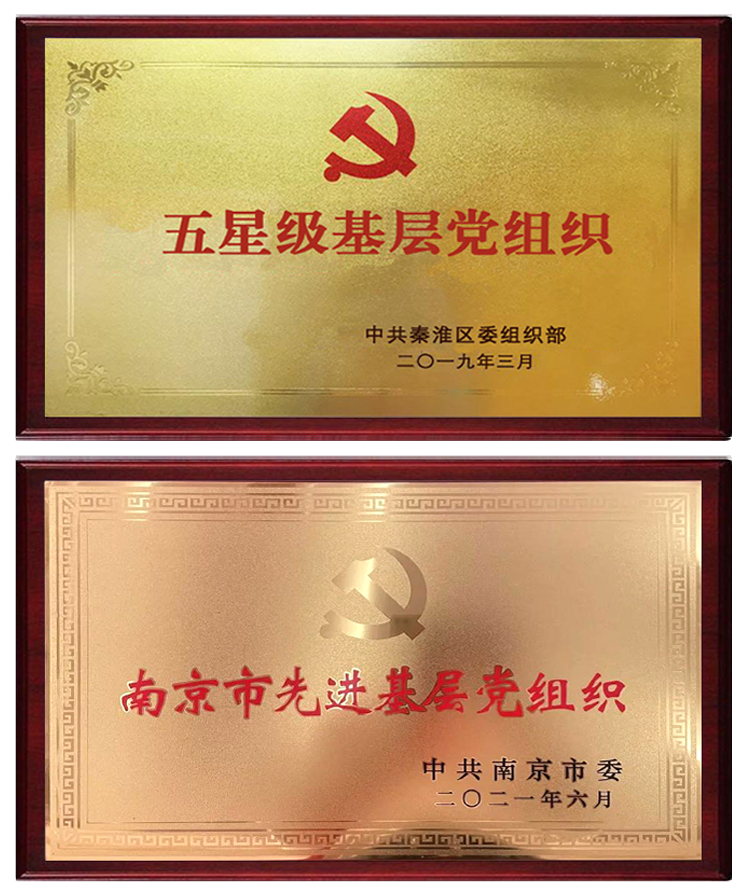 五星级基层党组织
中共秦淮区委组织部
二〇一九年三月
南京市先进基层党组织
中共南京市委
二〇二一年六月